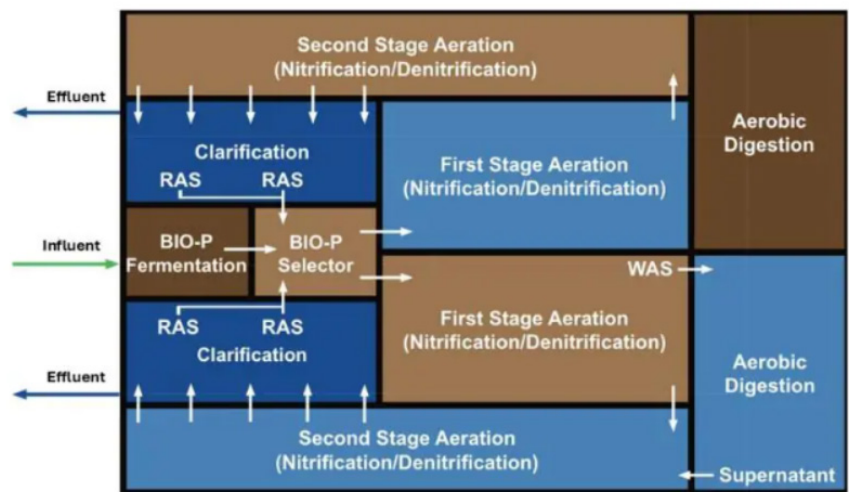 Second Stage Aeration
(Nitrification/Denitrification)
Effluent
Clarification
RAS RAS
First Stage Aeration
(Nitrification/Denitrification)
Aerobic
Digestion
Influent
BIO-P
Fermentation
BIO-P
Selector
WAS
RAS RAS
Clarification
First Stage Aeration
(Nitrification/Denitrification)
Aerobic
Digestion
Effluent
Second Stage Aeration
(Nitrification/Denitrification)
Supernatant